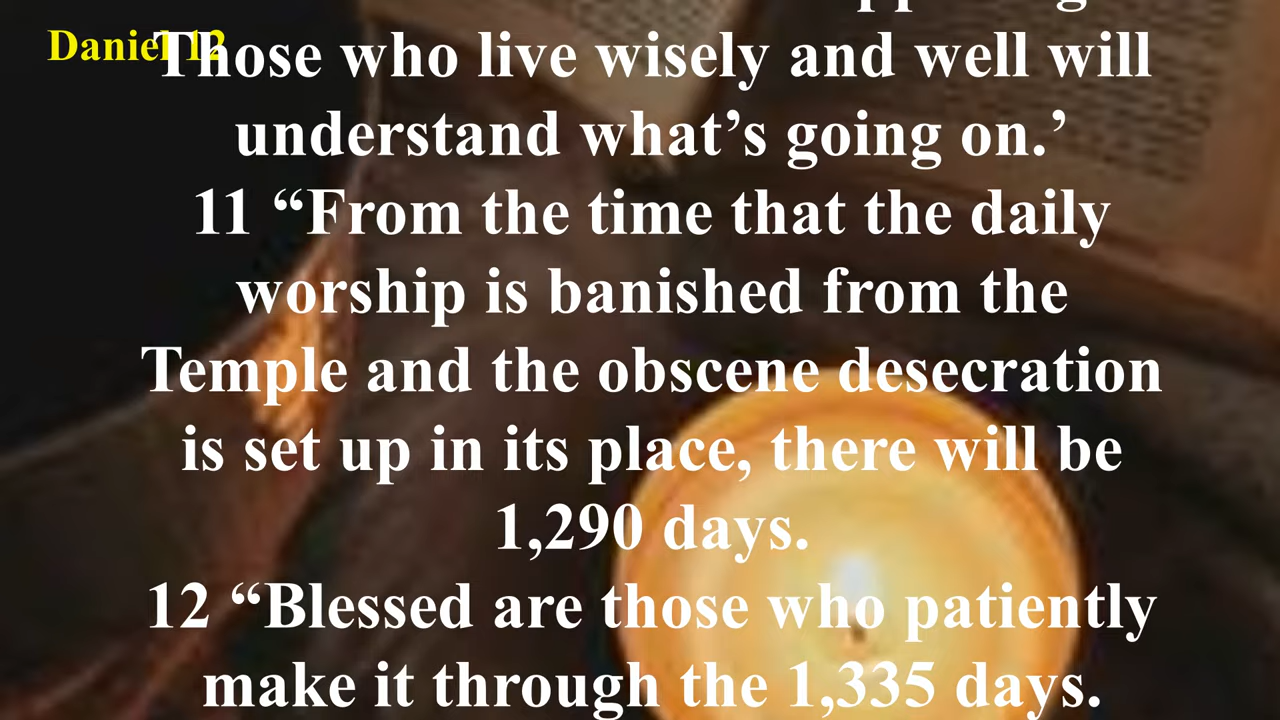 Daniel 12
Those who live wisely and well will
understand what’s going on.’
11 “From the time that the daily
worship is banished from the
Temple and the obscene desecration
is set up in its place, there will be
1,290 days.
12 “Blessed are those who patiently
make it through the 1,335 days.